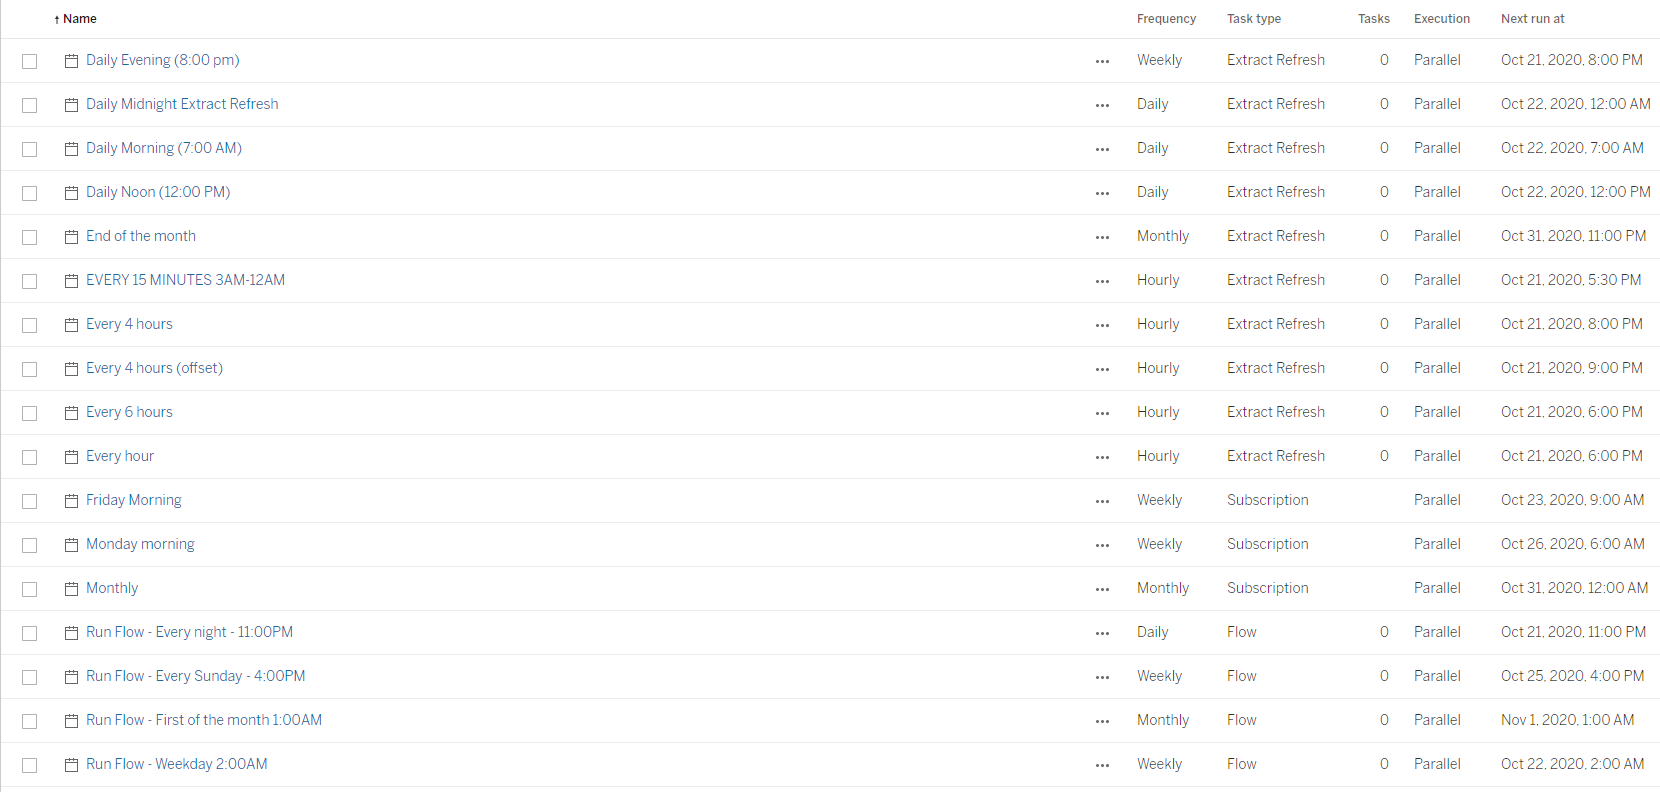 ↑ Name Frequency Task type Tasks Execution Next run at
Daily Evening (8:00 pm) ••• Weekly Extract Refresh 0 Parallel Oct 21, 2020, 8:00 PM
Daily Midnight Extract Refresh ••• Daily Extract Refresh 0 Parallel Oct 22, 2020, 12:00 AM
Daily Morning (7:00 AM) ••• Daily Extract Refresh 0 Parallel Oct 22, 2020, 7:00 AM
Daily Noon (12:00 PM) ••• Daily Extract Refresh 0 Parallel Oct 22, 2020, 12:00 PM
End of the month ••• Monthly Extract Refresh 0 Parallel Oct 31, 2020, 11:00 PM
EVERY 15 MINUTES 3AM-12AM ••• Hourly Extract Refresh 0 Parallel Oct 21, 2020, 5:30 PM
Every 4 hours ••• Hourly Extract Refresh 0 Parallel Oct 21, 2020, 8:00 PM
Every 4 hours (offset) ••• Hourly Extract Refresh 0 Parallel Oct 21, 2020, 9:00 PM
Every 6 hours ••• Hourly Extract Refresh 0 Parallel Oct 21, 2020, 6:00 PM
Every hour ••• Hourly Extract Refresh 0 Parallel Oct 21, 2020, 6:00 PM
Friday Morning ••• Weekly Subscription Parallel Oct 23, 2020, 9:00 AM
Monday morning ••• Weekly Subscription Parallel Oct 26, 2020, 6:00 AM
Monthly ••• Monthly Subscription Parallel Oct 31, 2020, 12:00 AM
Run Flow - Every night - 11:00PM ••• Daily Flow 0 Parallel Oct 21, 2020, 11:00 PM
Run Flow - Every Sunday - 4:00PM ••• Weekly Flow 0 Parallel Oct 25, 2020, 4:00 PM
Run Flow - First of the month 1:00AM ••• Monthly Flow 0 Parallel Nov 1, 2020, 1:00 AM
Run Flow - Weekday 2:00AM ••• Weekly Flow 0 Parallel Oct 22, 2020, 2:00 AM